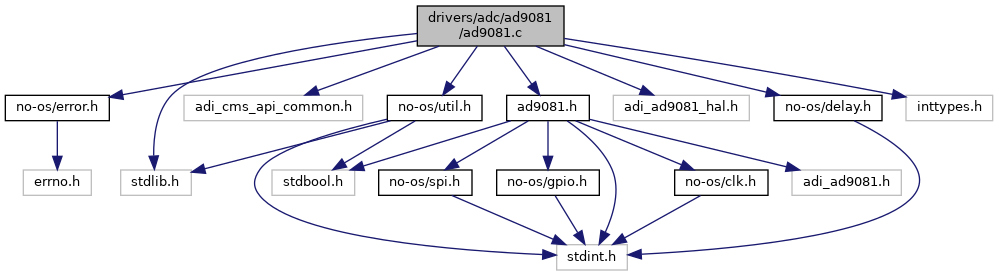 drivers/adc/ad9081
/ad9081.c
no-os/error.h
adi_cms_api_common.h
no-os/util.h
ad9081.h
adi_ad9081_hal.h
no-os/delay.h
inttypes.h
errno.h
stdlib.h
stdbool.h
no-os/spi.h
no-os/gpio.h
no-os/clk.h
adi_ad9081.h
stdint.h